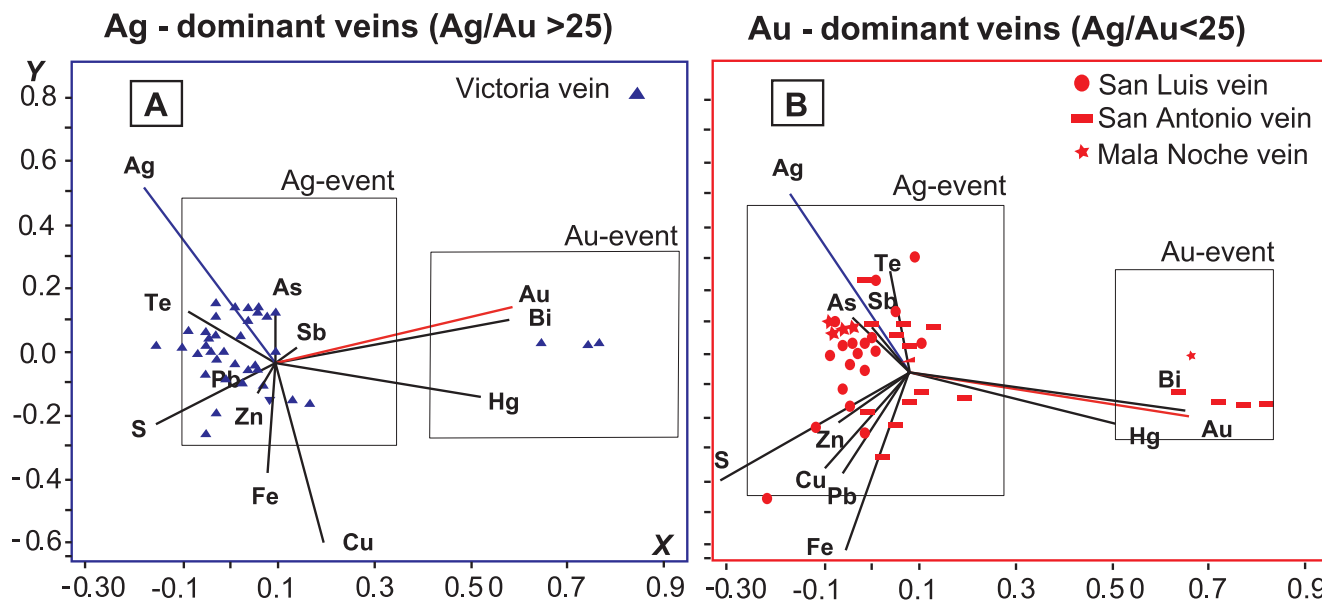 Ag - dominant veins (Ag/Au >25)
Y
0.8
0.6
0.4
0.2
0.0
-0.2
-0.4
-0.6
A
Victoria vein
Ag
Ag-event
Au-event
Te
As
Sb
Au
Bi
Pb
Zn
Hg
S
Fe
Cu
X
-0.30
-0.1
0.1
0.3
0.5
0.7
0.9
Au - dominant veins (Ag/Au<25)
B
San Luis vein
San Antonio vein
Mala Noche vein
Ag
Ag-event
Au-event
Te
As
Sb
Bi
Au
Hg
Zn
S
Cu
Pb
Fe
-0.30
-0.1
0.1
0.3
0.5
0.7
0.9